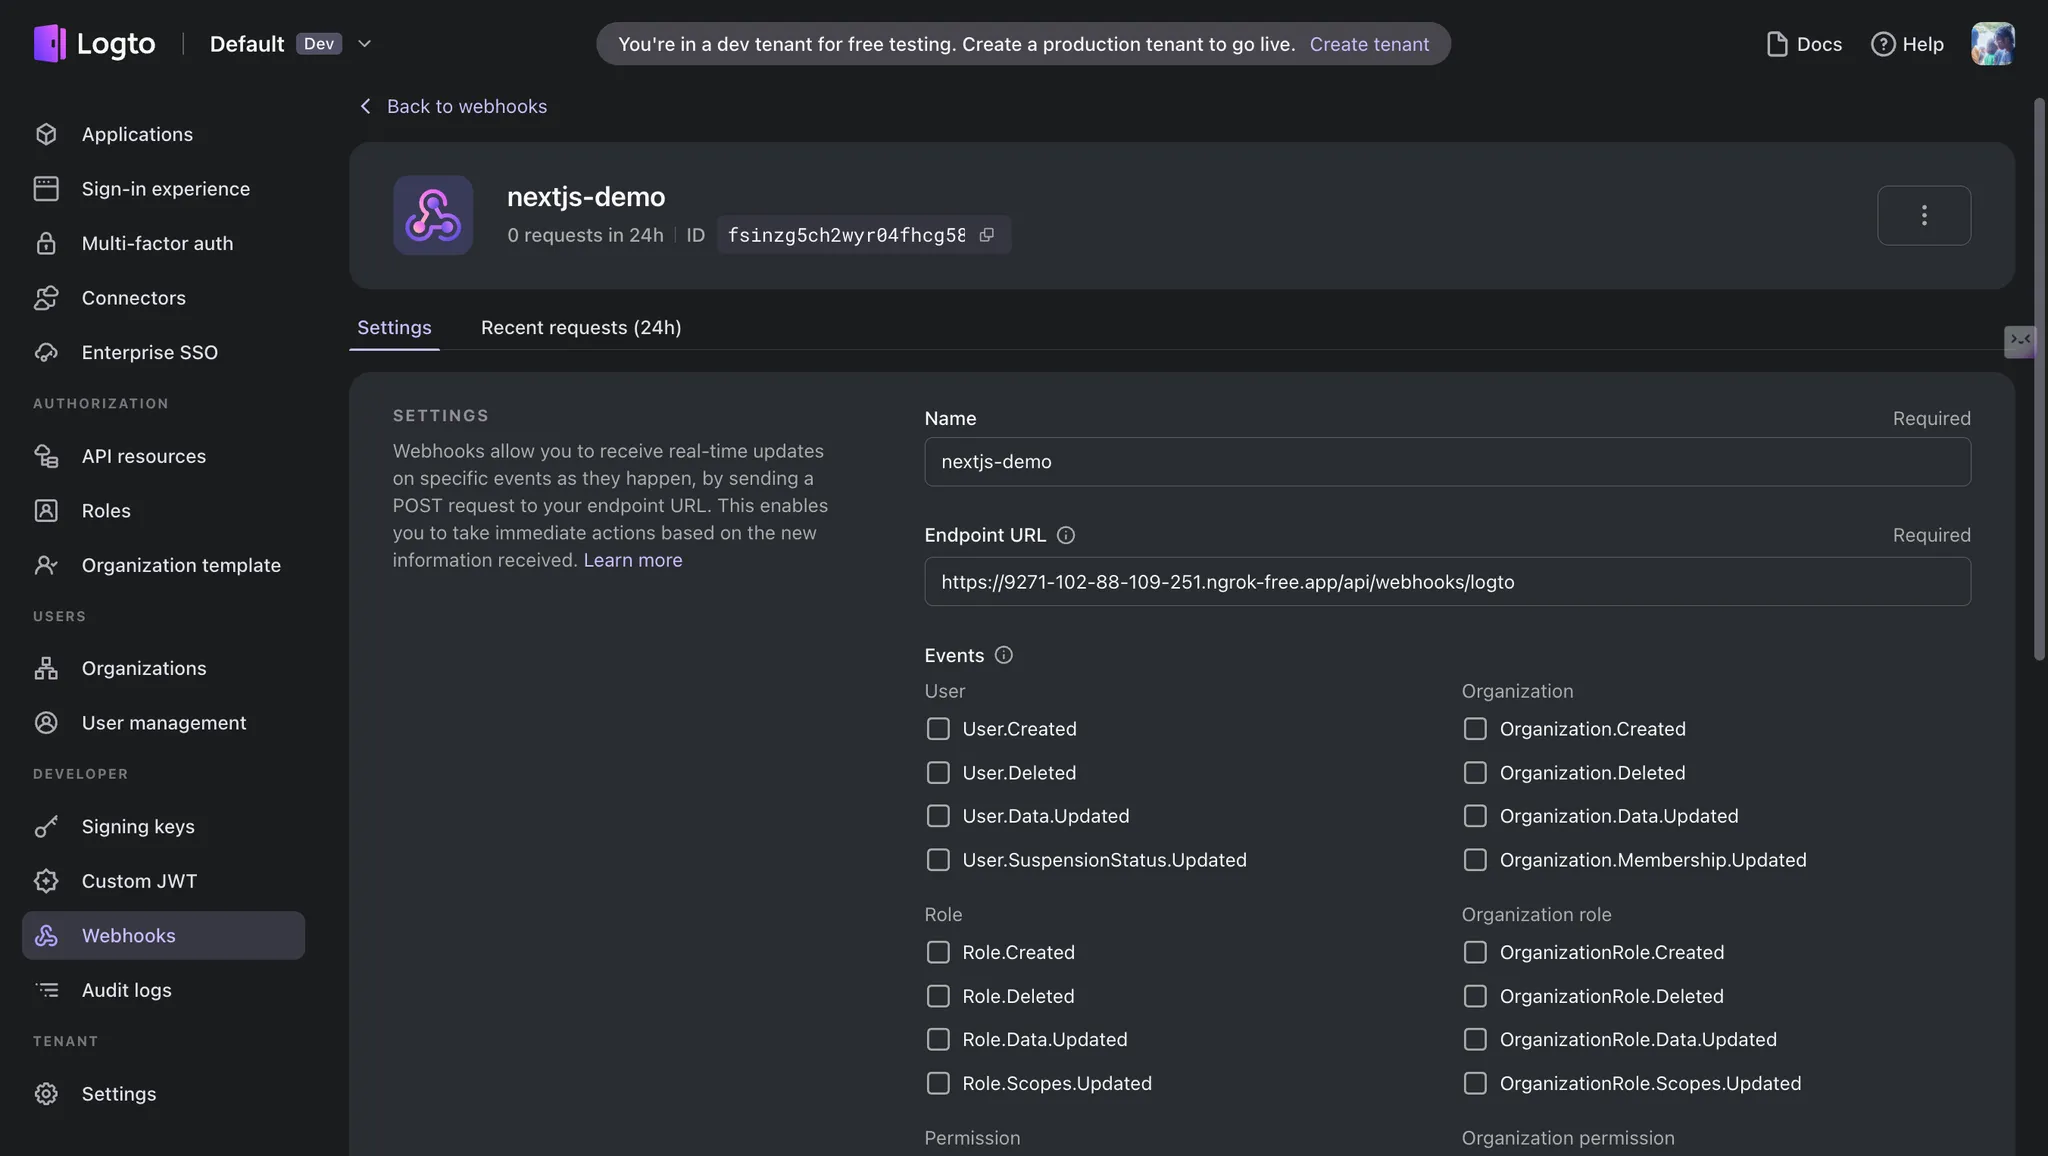 Logto
Default Dev
You're in a dev tenant for free testing. Create a production tenant to go live. Create tenant
Docs
Help
Applications
Sign-in experience
Multi-factor auth
Connectors
Enterprise SSO
AUTHORIZATION
API resources
Roles
Organization template
USERS
Organizations
User management
DEVELOPER
Signing keys
Custom JWT
Webhooks
Audit logs
TENANT
Settings
Back to webhooks
nextjs-demo
0 requests in 24h ID fsinzg5ch2wyr04fhcg58
Settings Recent requests (24h)
SETTINGS
Webhooks allow you to receive real-time updates
on specific events as they happen, by sending a
POST request to your endpoint URL. This enables
you to take immediate actions based on the new
information received. Learn more
Name Required
nextjs-demo
Endpoint URL Required
https://9271-102-88-109-251.ngrok-free.app/api/webhooks/logto
Events
User
User.Created
User.Deleted
User.Data.Updated
User.SuspensionStatus.Updated
Organization
Organization.Created
Organization.Deleted
Organization.Data.Updated
Organization.Membership.Updated
Role
Role.Created
Role.Deleted
Role.Data.Updated
Role.Scopes.Updated
Organization role
OrganizationRole.Created
OrganizationRole.Deleted
OrganizationRole.Data.Updated
OrganizationRole.Scopes.Updated
Permission
Organization permission